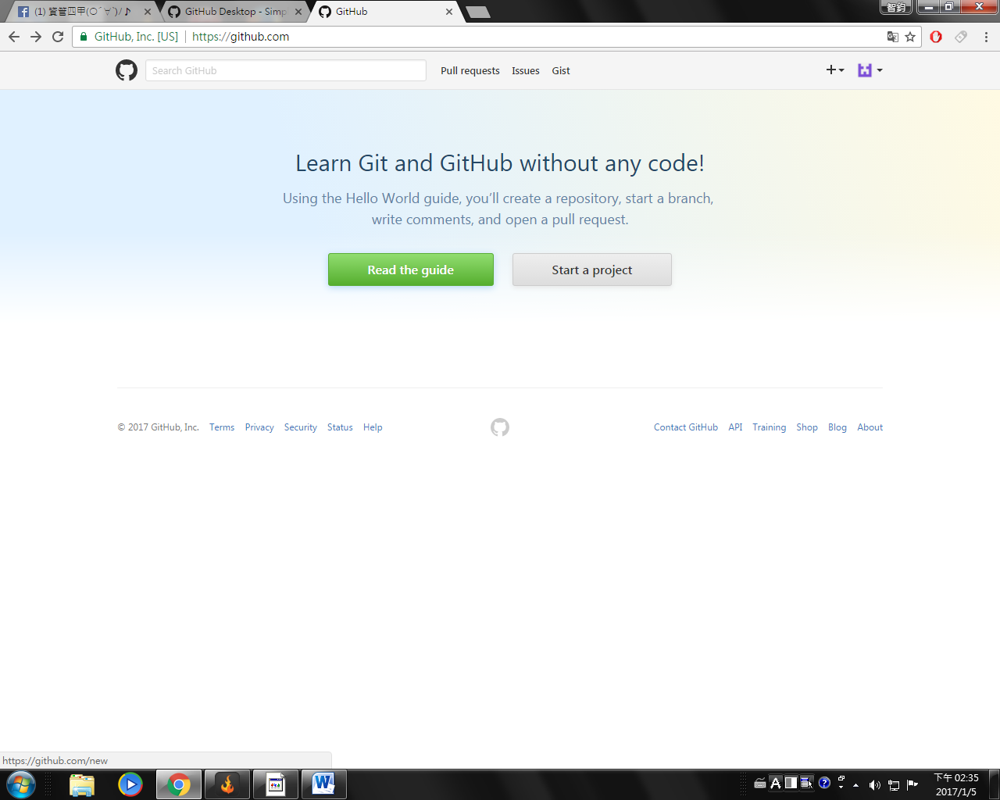 (1) 資管四甲(○´∀`)/♪
GitHub Desktop - Simp
GitHub
智鈞
GitHub, Inc. [US]
https://github.com
Search GitHub
Pull requests
Issues
Gist
Learn Git and GitHub without any code!
Using the Hello World guide, you’ll create a repository, start a branch,
write comments, and open a pull request.
Read the guide
Start a project
© 2017 GitHub, Inc.
Terms
Privacy
Security
Status
Help
Contact GitHub
API
Training
Shop
Blog
About
https://github.com/new
下午 02:35
2017/1/5